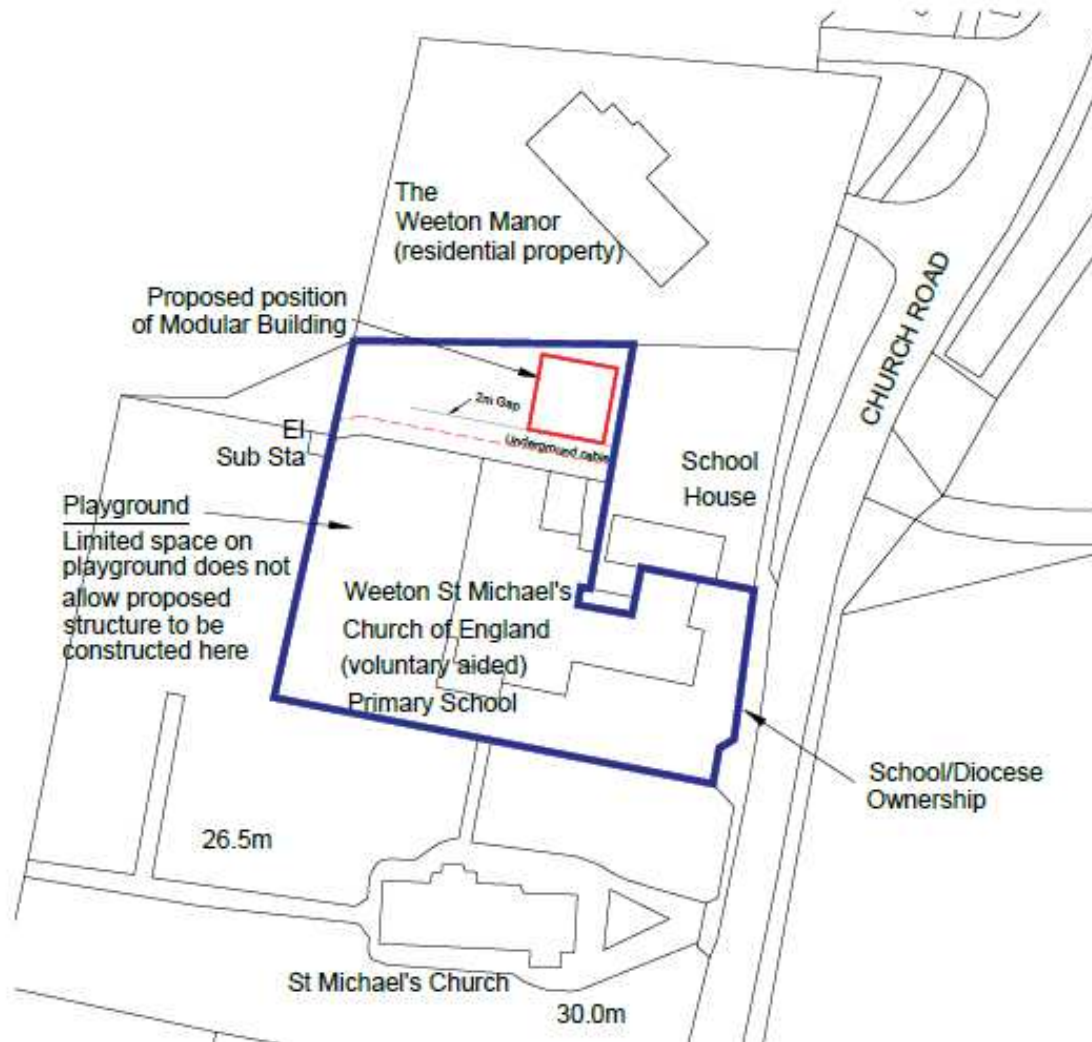 The
Weeton Manor
(residential property)
Proposed position
of Modular Building
CHURCH ROAD
2m Gap
Underground cable
El
Sub Sta
School
House
Playground
Limited space on
playground does not
allow proposed
structure to be
constructed here
Weeton St Michael's
Church of England
(voluntary aided)
Primary School
School/Diocese
Ownership
26.5m
St Michael's Church
30.0m